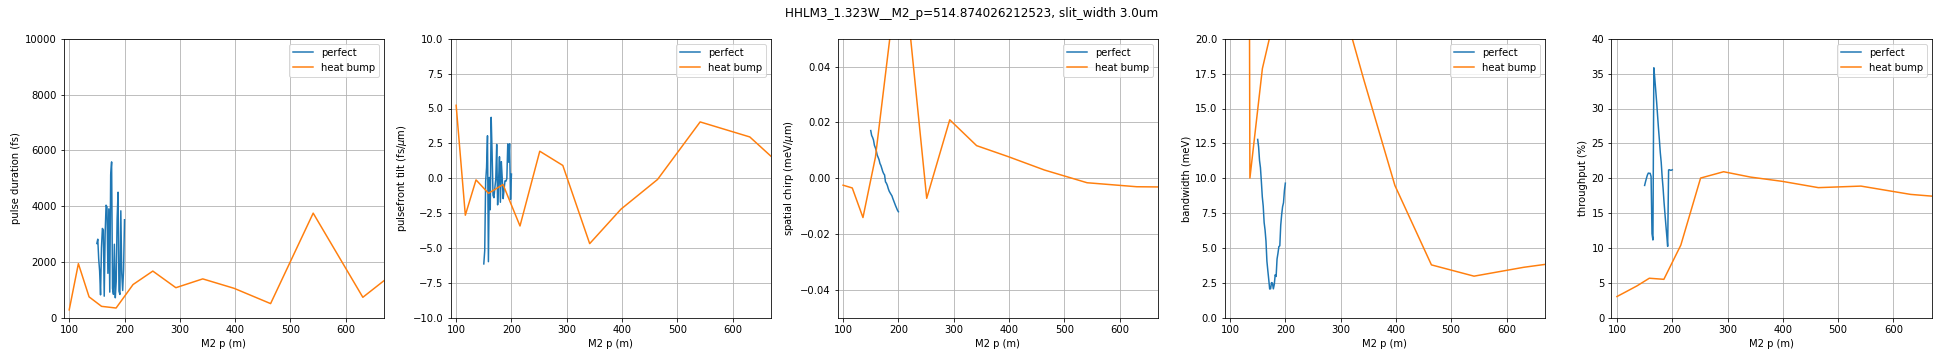 HHLM3_1.323W__M2_p=514.874026212523, slit_width 3.0um
pulse duration (fs)
10000
8000
6000
4000
2000
0
100 200 300 400 500 600
M2 p (m)
perfect
heat bump
pulsefront tilt (fs/μm)
10.0
7.5
5.0
2.5
0.0
−2.5
−5.0
−7.5
−10.0
100 200 300 400 500 600
M2 p (m)
perfect
heat bump
spatial chirp (meV/μm)
0.04
0.02
0.00
−0.02
−0.04
100 200 300 400 500 600
M2 p (m)
perfect
heat bump
bandwidth (meV)
20.0
17.5
15.0
12.5
10.0
7.5
5.0
2.5
0.0
100 200 300 400 500 600
M2 p (m)
perfect
heat bump
throughput (%)
40
35
30
25
20
15
10
5
0
100 200 300 400 500 600
M2 p (m)
perfect
heat bump